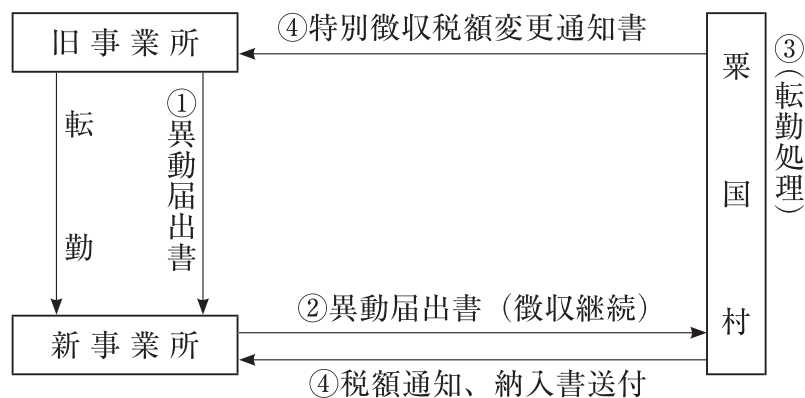 ④特別徴収税額変更通知書
旧事業所
転勤
①異動届出書
粟国村
③(転勤処理)
②異動届出書（徴収継続）
新事業所
④税額通知、納入書送付